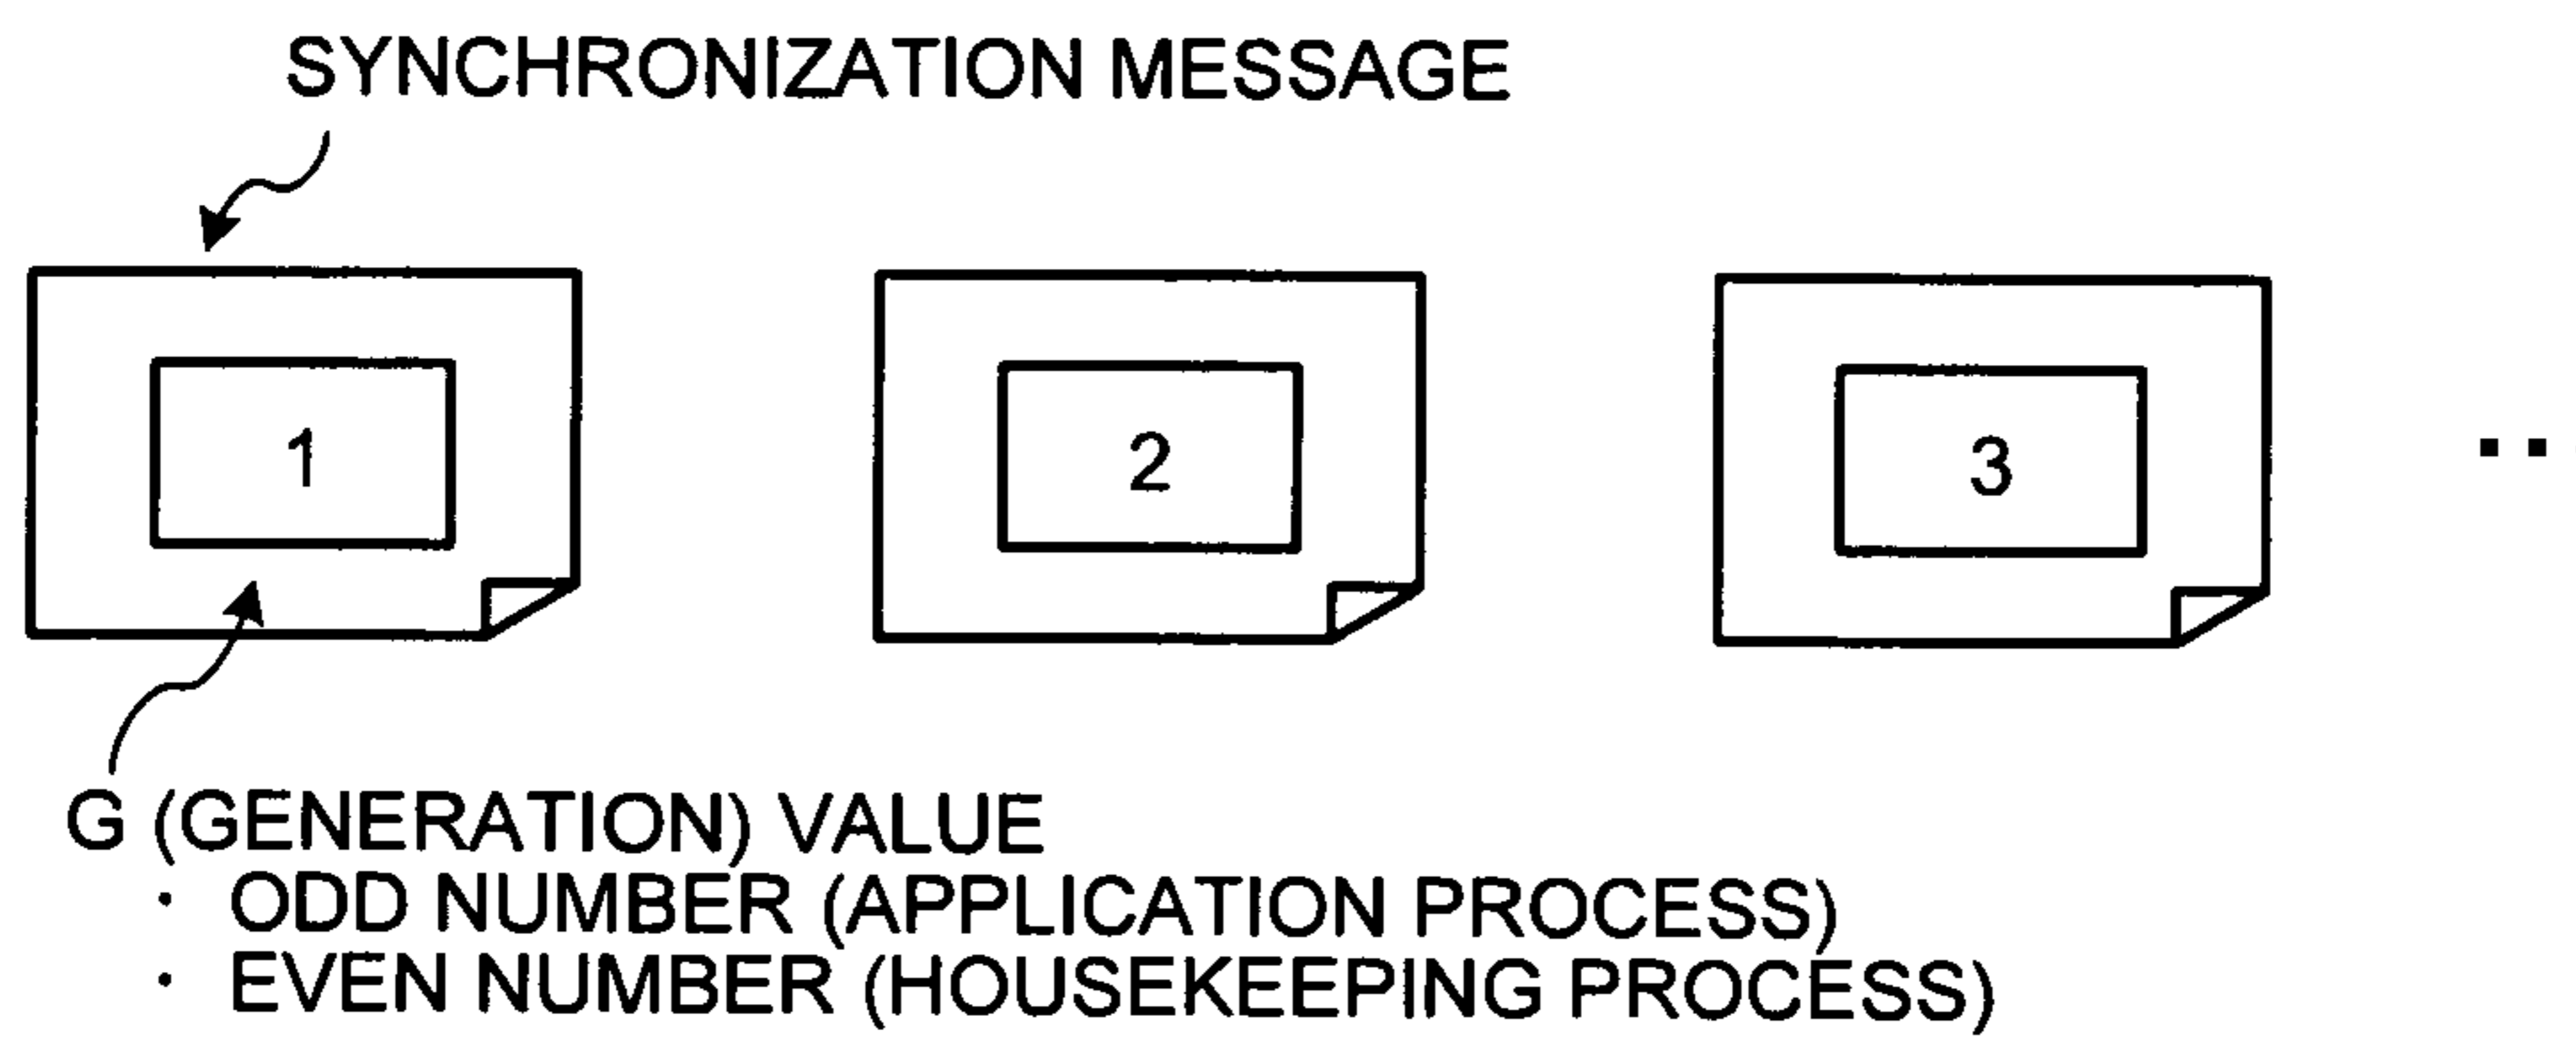 SYNCHRONIZATION MESSAGE
1 2 3 ..
G (GENERATION) VALUE
· ODD NUMBER (APPLICATION PROCESS)
· EVEN NUMBER (HOUSEKEEPING PROCESS)